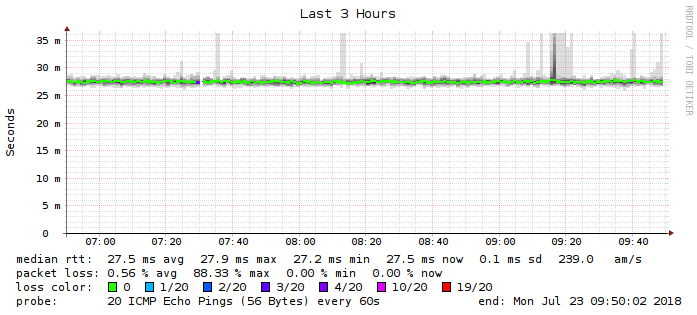 Last 3 Hours
RRDTOOL / TOBI OETIKER
Seconds
35 m
30 m
25 m
20 m
15 m
10 m
5 m
0
07:00 07:20 07:40 08:00 08:20 08:40 09:00 09:20 09:40
median rtt: 27.5 ms avg 27.9 ms max 27.2 ms min 27.5 ms now 0.1 ms sd 239.0 am/s
packet loss: 0.56 % avg 88.33 % max 0.00 % min 0.00 % now
loss color: 0 1/20 2/20 3/20 4/20 10/20 19/20
probe: 20 ICMP Echo Pings (56 Bytes) every 60s end: Mon Jul 23 09:50:02 2018